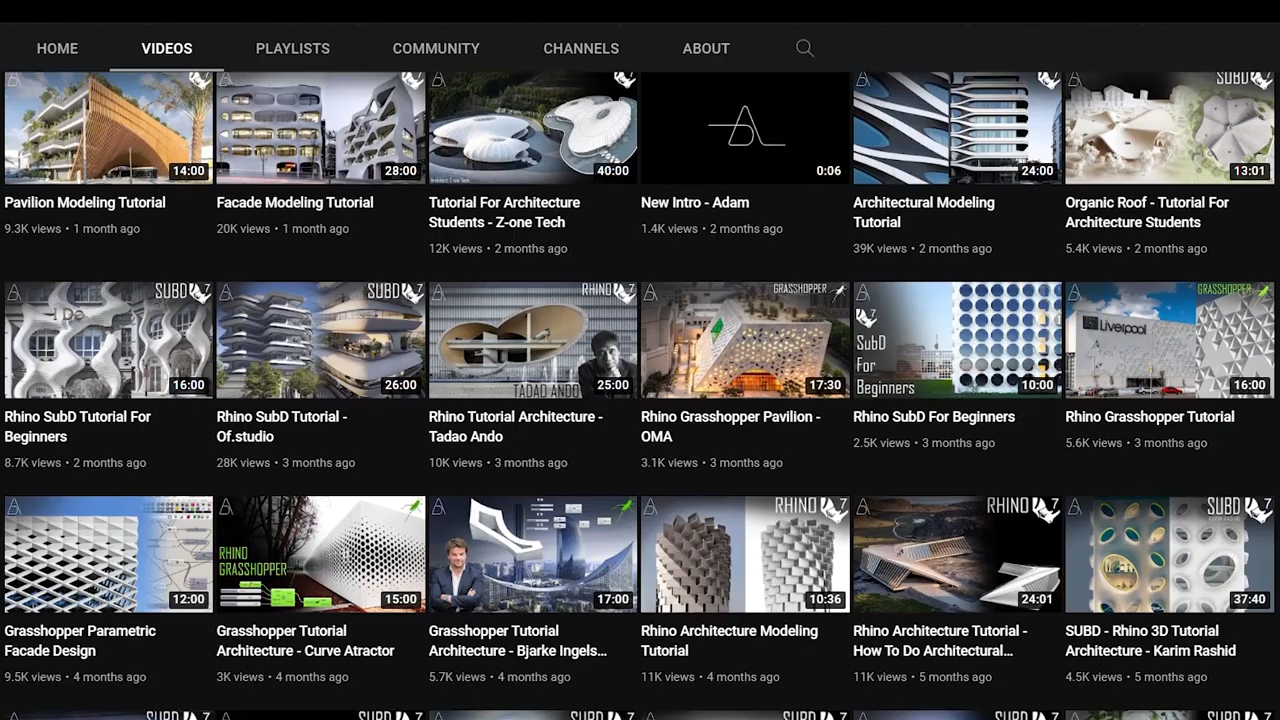 HOME VIDEOS PLAYLISTS COMMUNITY CHANNELS ABOUT
SUBD
14:00 28:00 40:00 0:06 24:00 13:01
Pavilion Modeling Tutorial
9.3K views • 1 month ago
Facade Modeling Tutorial
20K views • 1 month ago
Tutorial For Architecture
Students - Z-one Tech
12K views • 2 months ago
New Intro - Adam
1.4K views • 2 months ago
Architectural Modeling
Tutorial
39K views • 2 months ago
Organic Roof - Tutorial For
Architecture Students
5.4K views • 2 months ago
I Do
SUBD 7
16:00
Rhino SubD Tutorial For
Beginners
8.7K views • 2 months ago
SUBD 7
26:00
Rhino SubD Tutorial -
Of.studio
28K views • 3 months ago
RHINO 7
TADAO ANDO
25:00
Rhino Tutorial Architecture -
Tadao Ando
10K views • 3 months ago
GRASSHOPPER
17:30
Rhino Grasshopper Pavilion -
OMA
3.1K views • 3 months ago
7
SubD
For
Beginners
10:00
Rhino SubD For Beginners
2.5K views • 3 months ago
GRASSHOPPER
Liverpool
16:00
Rhino Grasshopper Tutorial
5.6K views • 3 months ago
12:00
Grasshopper Parametric
Facade Design
9.5K views • 4 months ago
RHINO
GRASSHOPPER
15:00
Grasshopper Tutorial
Architecture - Curve Atractor
3K views • 4 months ago
17:00
Grasshopper Tutorial
Architecture - Bjarke Ingels...
5.7K views • 4 months ago
RHINO 7
10:36
Rhino Architecture Modeling
Tutorial
11K views • 4 months ago
RHINO 7
24:01
Rhino Architecture Tutorial -
How To Do Architectural...
11K views • 5 months ago
SUBD 7
KARIM RASHID
37:40
SUBD - Rhino 3D Tutorial
Architecture - Karim Rashid
4.5K views • 5 months ago